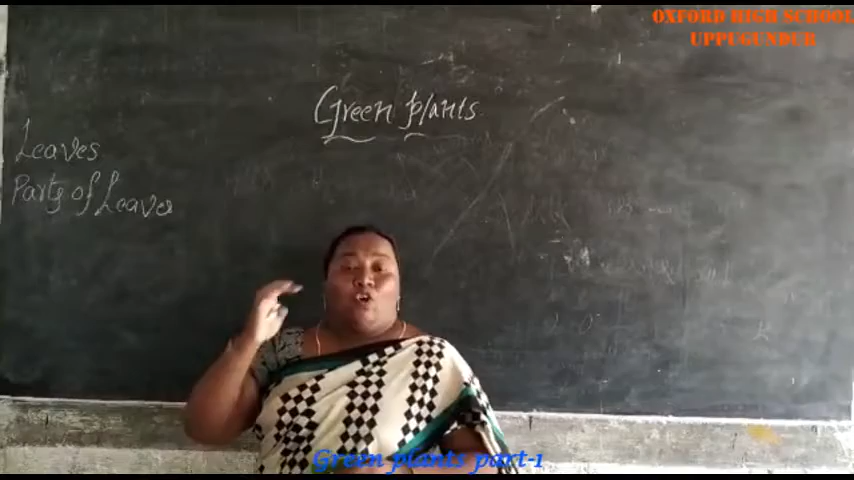 OXFORD HIGH SCHOOL
UPPUGUNDUR
Green plants
Leaves
Parts of Leaves
Green plants part-1